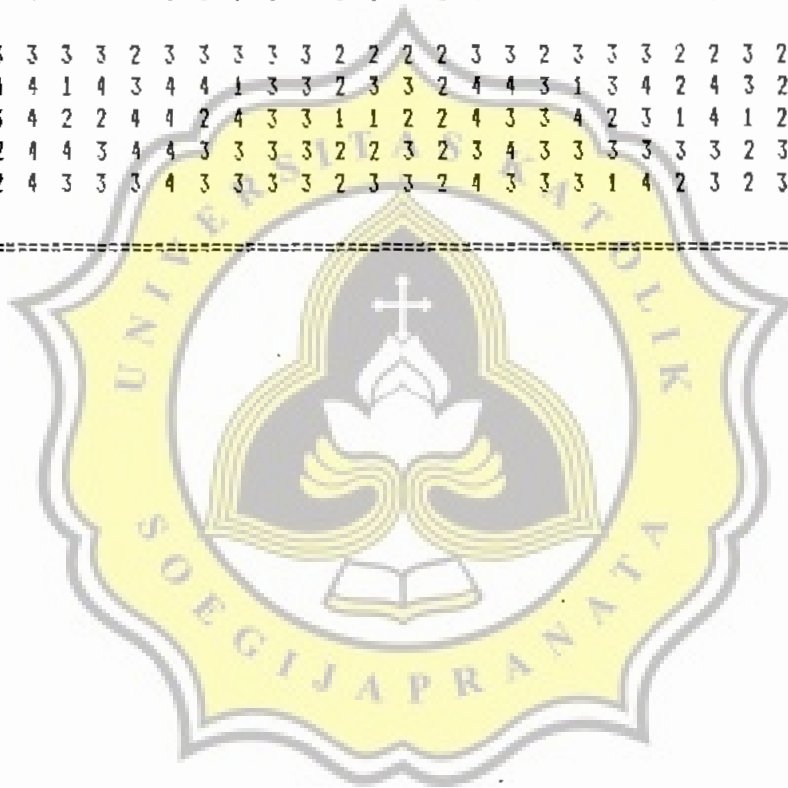 3 3 3 3 2 3 3 3 3 3 3 2 2 2 2 3 3 2 3 3 3 2 2 3 2
4 1 4 3 4 4 1 3 3 2 3 3 2 4 4 3 1 3 4 2 4 3 2
4 2 2 4 4 2 4 3 3 1 1 2 2 4 3 3 4 2 3 1 4 1 2
4 4 3 4 4 3 3 3 3 2 2 3 2 3 4 3 3 3 3 3 3 2 3
2 4 3 3 3 4 3 3 3 3 2 3 3 2 4 3 3 3 1 4 2 3 2 3
==================================================
UNIVERSITAS KATOLIK
SOEGIJAPRANATA